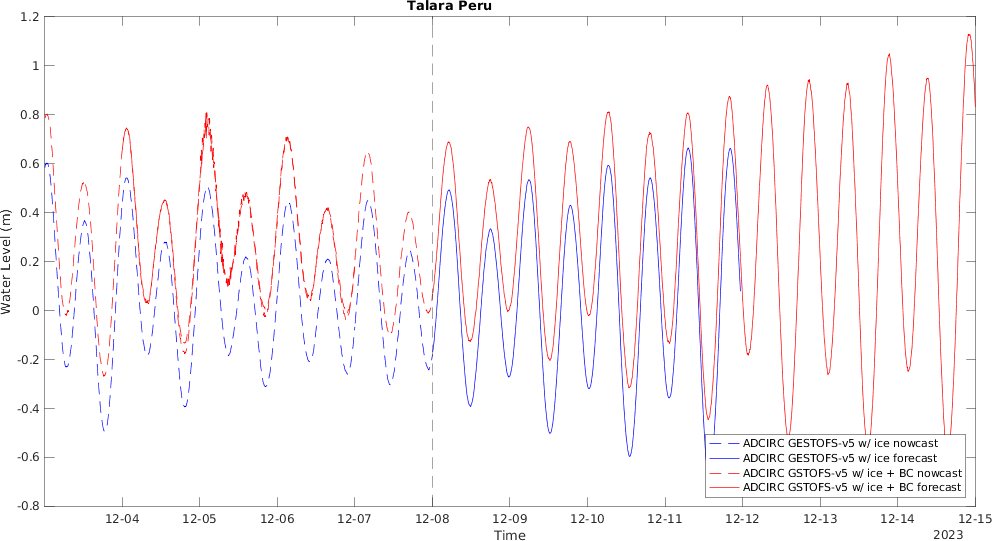 Talara Peru
1.2
1
0.8
0.6
0.4
0.2
0
-0.2
-0.4
-0.6
-0.8
Water Level (m)
ADCIRC GESTOFS-v5 w/ ice nowcast
ADCIRC GESTOFS-v5 w/ ice forecast
ADCIRC GSTOFS-v5 w/ ice + BC nowcast
ADCIRC GSTOFS-v5 w/ ice + BC forecast
12-04 12-05 12-06 12-07 12-08 12-09 12-10 12-11 12-12 12-13 12-14 12-15
Time
2023